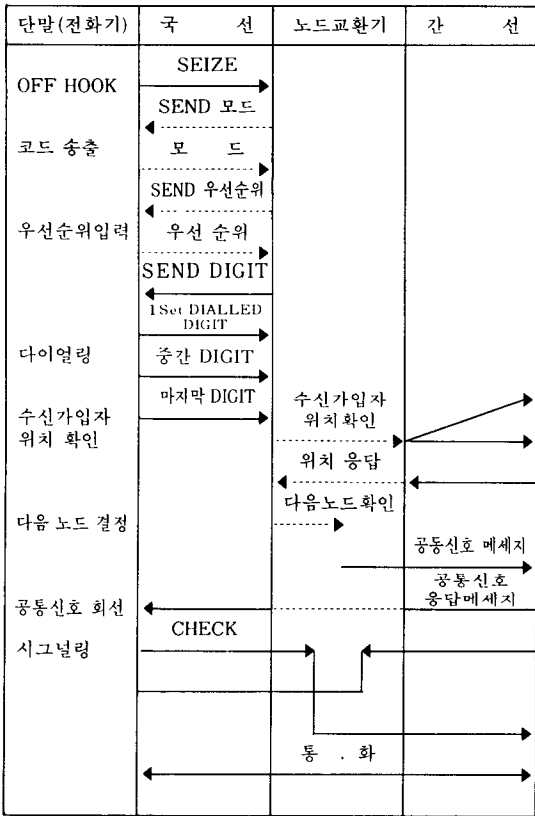 단말(전화기) 국 선 노드교환기 간 선
SEIZE
OFF HOOK
SEND 모드
코드 송출 모 드
SEND 우선순위
우선순위입력 우선 순위
SEND DIGIT
1 Set DIALLED
DIGIT
다이얼링 중간 DIGIT
마지막 DIGIT
수신가입자
위치 확인
수신가입자
위치확인
위치 응답
다음노드확인
다음 노드 결정
공통신호 메세지
공통신호
응답메세지
공통신호 회선
CHECK
시그널링
통 . 화